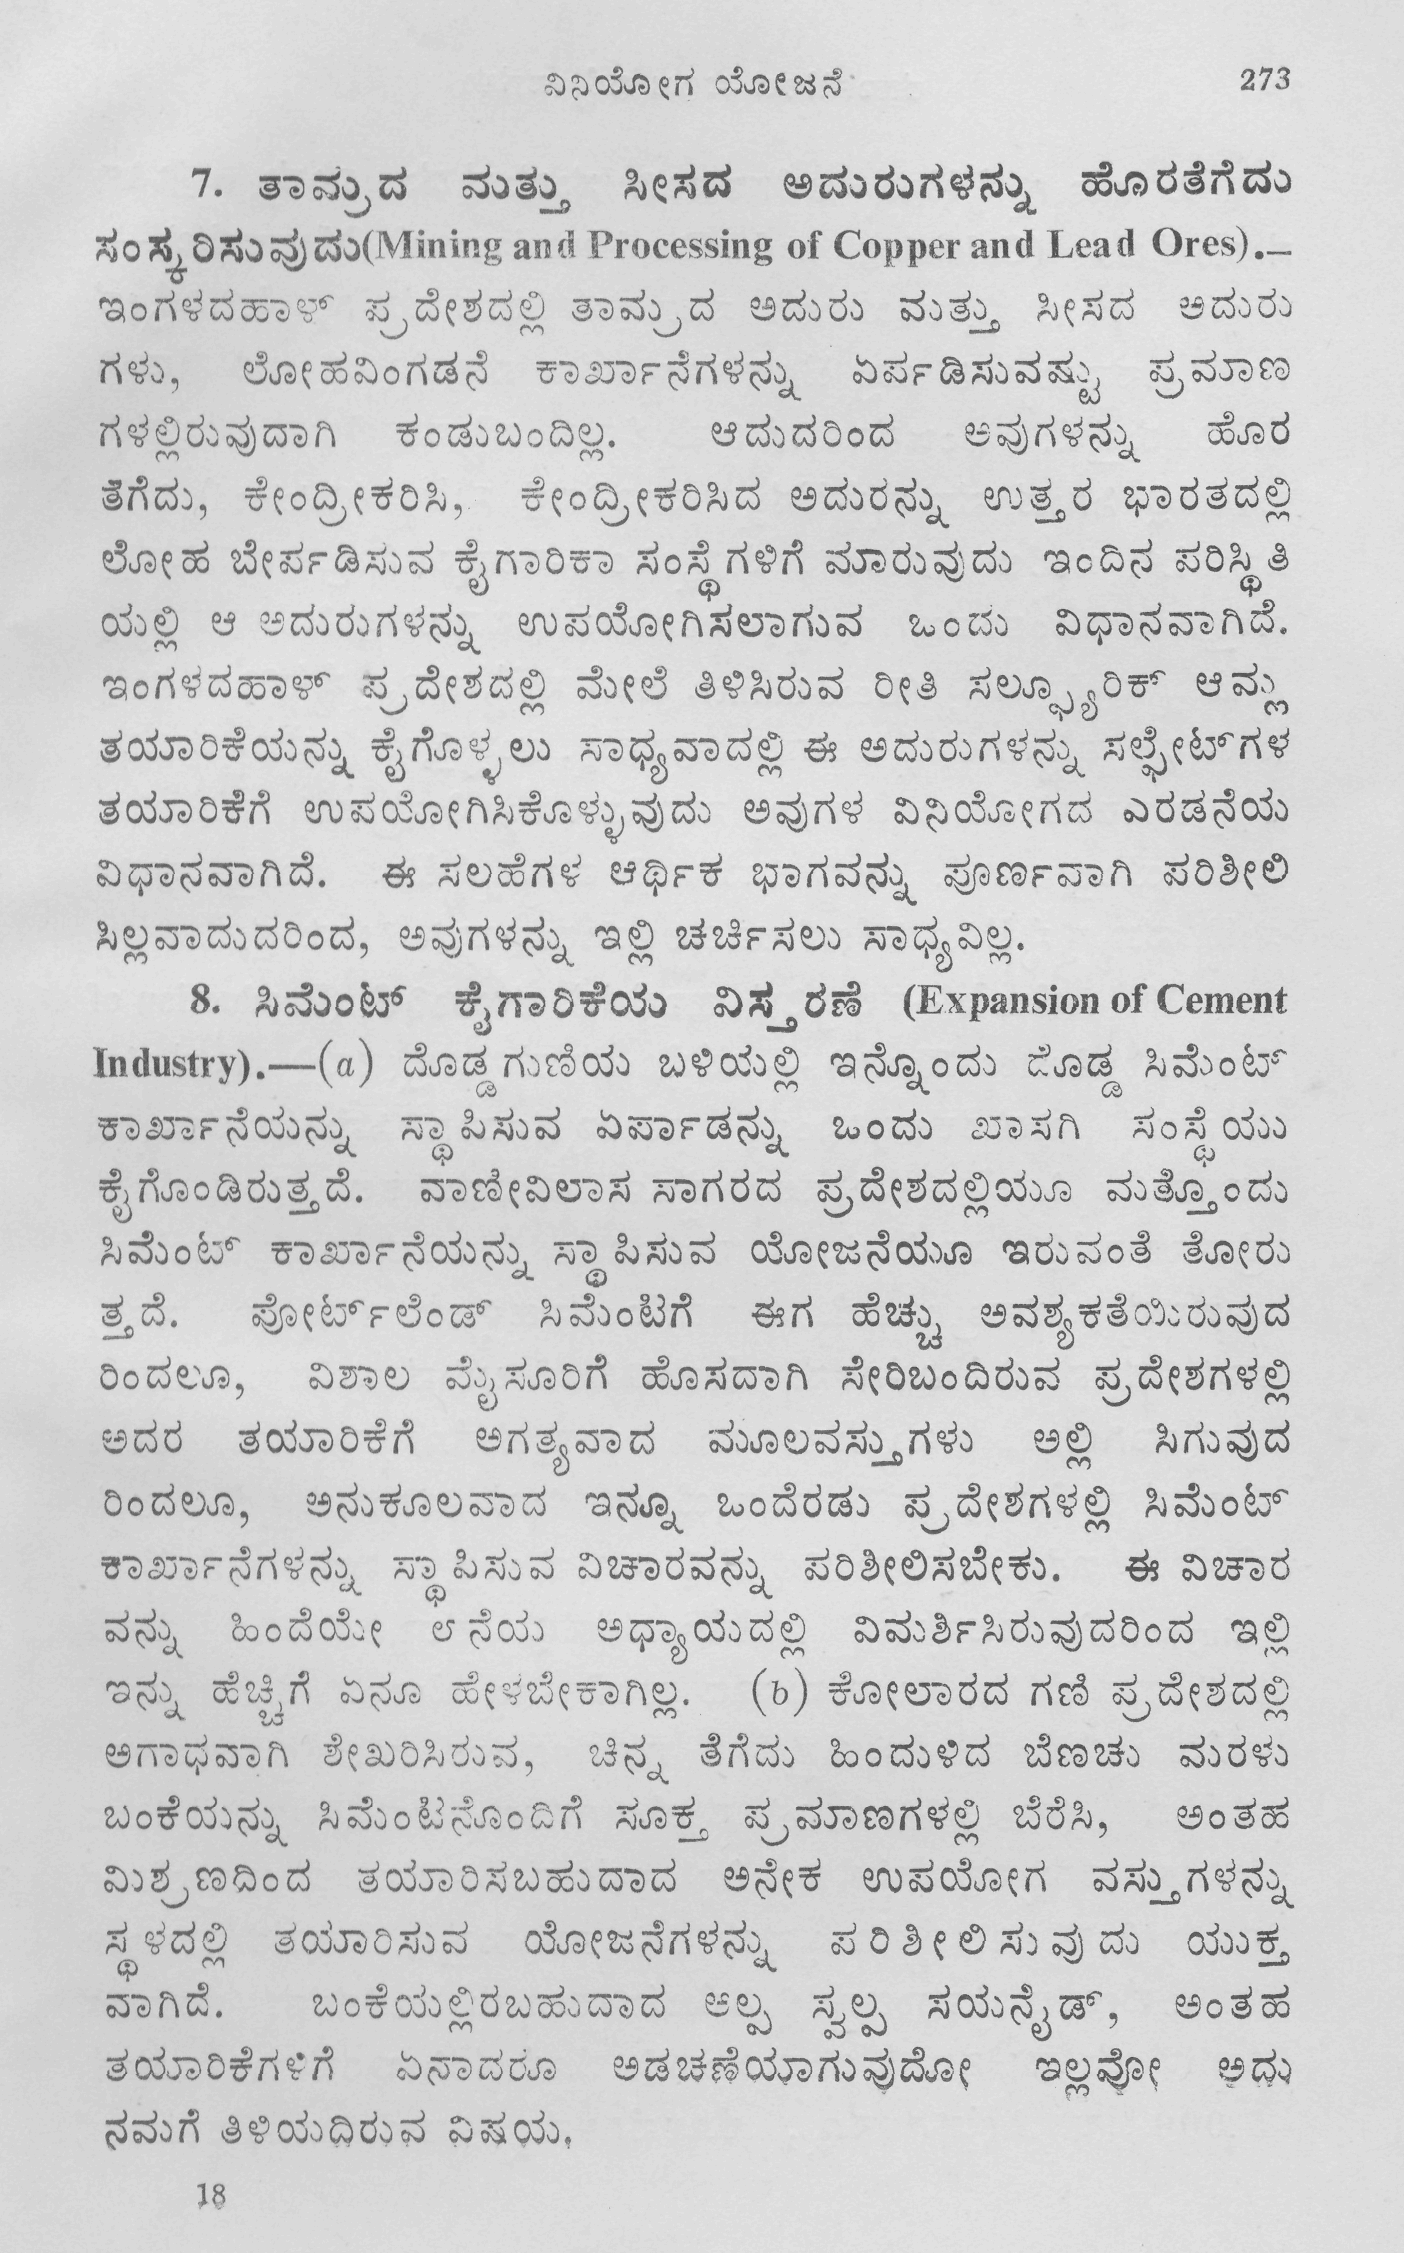 ವಿನಿಯೋಗ ಯೋಜನೆ 273
7. ತಾಮ್ರದ ಮತ್ತು ಸೀಸದ ಅದುರುಗಳನ್ನು ಹೊರತೆಗೆದು
ಸಂಸ್ಕರಿಸುವುದು(Mining and Processing of Copper and Lead Ores).—
ಇಂಗಳದಹಾಳ್ ಪ್ರದೇಶದಲ್ಲಿ ತಾಮ್ರದ ಅದುರು ಮತ್ತು ಸೀಸದ ಅದುರು
ಗಳು, ಲೋಹವಿಂಗಡನೆ ಕಾರ್ಖಾನೆಗಳನ್ನು ಏರ್ಪಡಿಸುವಷ್ಟು ಪ್ರಮಾಣ
ಗಳಲ್ಲಿರುವುದಾಗಿ ಕಂಡುಬಂದಿಲ್ಲ. ಆದುದರಿಂದ ಅವುಗಳನ್ನು ಹೊರ
ತೆಗೆದು, ಕೇಂದ್ರೀಕರಿಸಿ, ಕೇಂದ್ರೀಕರಿಸಿದ ಅದುರನ್ನು ಉತ್ತರ ಭಾರತದಲ್ಲಿ
ಲೋಹ ಬೇರ್ಪಡಿಸುವ ಕೈಗಾರಿಕಾ ಸಂಸ್ಥೆಗಳಿಗೆ ಮಾರುವುದು ಇಂದಿನ ಪರಿಸ್ಥಿತಿ
ಯಲ್ಲಿ ಆ ಅದುರುಗಳನ್ನು ಉಪಯೋಗಿಸಲಾಗುವ ಒಂದು ವಿಧಾನವಾಗಿದೆ.
ಇಂಗಳದಹಾಳ್ ಪ್ರದೇಶದಲ್ಲಿ ಮೇಲೆ ತಿಳಿಸಿರುವ ರೀತಿ ಸಲ್ಫ್ಯೂರಿಕ್ ಆಮ್ಲ
ತಯಾರಿಕೆಯನ್ನು ಕೈಗೊಳ್ಳಲು ಸಾಧ್ಯವಾದಲ್ಲಿ ಈ ಅದುರುಗಳನ್ನು ಸಲ್ಫೇಟ್‌ಗಳ
ತಯಾರಿಕೆಗೆ ಉಪಯೋಗಿಸಿಕೊಳ್ಳುವುದು ಅವುಗಳ ವಿನಿಯೋಗದ ಎರಡನೆಯ
ವಿಧಾನವಾಗಿದೆ. ಈ ಸಲಹೆಗಳ ಆರ್ಥಿಕ ಭಾಗವನ್ನು ಪೂರ್ಣವಾಗಿ ಪರಿಶೀಲಿ
ಸಿಲ್ಲವಾದುದರಿಂದ, ಅವುಗಳನ್ನು ಇಲ್ಲಿ ಚರ್ಚಿಸಲು ಸಾಧ್ಯವಿಲ್ಲ.
8. ಸಿಮೆಂಟ್ ಕೈಗಾರಿಕೆಯ ವಿಸ್ತರಣೆ (Expansion of Cement
Industry).—(a) ದೊಡ್ಡಗುಣಿಯ ಬಳಿಯಲ್ಲಿ ಇನ್ನೊಂದು ದೊಡ್ಡ ಸಿಮೆಂಟ್
ಕಾರ್ಖಾನೆಯನ್ನು ಸ್ಥಾಪಿಸುವ ಏರ್ಪಾಡನ್ನು ಒಂದು ಖಾಸಗಿ ಸಂಸ್ಥೆಯು
ಕೈಗೊಂಡಿರುತ್ತದೆ. ವಾಣೀವಿಲಾಸ ಸಾಗರದ ಪ್ರದೇಶದಲ್ಲಿಯೂ ಮತ್ತೊಂದು
ಸಿಮೆಂಟ್ ಕಾರ್ಖಾನೆಯನ್ನು ಸ್ಥಾಪಿಸುವ ಯೋಜನೆಯೂ ಇರುವಂತೆ ತೋರು
ತ್ತದೆ. ಪೋರ್ಟ್‌ಲೆಂಡ್ ಸಿಮೆಂಟಿಗೆ ಈಗ ಹೆಚ್ಚು ಅವಶ್ಯಕತೆಯಿರುವುದ
ರಿಂದಲೂ, ವಿಶಾಲ ಮೈಸೂರಿಗೆ ಹೊಸದಾಗಿ ಸೇರಿಬಂದಿರುವ ಪ್ರದೇಶಗಳಲ್ಲಿ
ಅದರ ತಯಾರಿಕೆಗೆ ಅಗತ್ಯವಾದ ಮೂಲವಸ್ತುಗಳು ಅಲ್ಲಿ ಸಿಗುವುದ
ರಿಂದಲೂ, ಅನುಕೂಲವಾದ ಇನ್ನೂ ಒಂದೆರಡು ಪ್ರದೇಶಗಳಲ್ಲಿ ಸಿಮೆಂಟ್
ಕಾರ್ಖಾನೆಗಳನ್ನು ಸ್ಥಾಪಿಸುವ ವಿಚಾರವನ್ನು ಪರಿಶೀಲಿಸಬೇಕು. ಈ ವಿಚಾರ
ವನ್ನು ಹಿಂದೆಯೇ ೮ನೆಯ ಅಧ್ಯಾಯದಲ್ಲಿ ವಿಮರ್ಶಿಸಿರುವುದರಿಂದ ಇಲ್ಲಿ
ಇನ್ನು ಹೆಚ್ಚಿಗೆ ಏನೂ ಹೇಳಬೇಕಾಗಿಲ್ಲ. (b) ಕೋಲಾರದ ಗಣಿ ಪ್ರದೇಶದಲ್ಲಿ
ಅಗಾಧವಾಗಿ ಶೇಖರಿಸಿರುವ, ಚಿನ್ನ ತೆಗೆದು ಹಿಂದುಳಿದ ಬೆಣಚು ಮರಳು
ಬಂಕೆಯನ್ನು ಸಿಮೆಂಟಿನೊಂದಿಗೆ ಸೂಕ್ತ ಪ್ರಮಾಣಗಳಲ್ಲಿ ಬೆರೆಸಿ, ಅಂತಹ
ಮಿಶ್ರಣದಿಂದ ತಯಾರಿಸಬಹುದಾದ ಅನೇಕ ಉಪಯೋಗ ವಸ್ತುಗಳನ್ನು
ಸ್ಥಳದಲ್ಲಿ ತಯಾರಿಸುವ ಯೋಜನೆಗಳನ್ನು ಪರಿಶೀಲಿಸುವುದು ಯುಕ್ತ
ವಾಗಿದೆ. ಬಂಕೆಯಲ್ಲಿರಬಹುದಾದ ಅಲ್ಪ ಸ್ವಲ್ಪ ಸಯನೈಡ್, ಅಂತಹ
ತಯಾರಿಕೆಗಳಿಗೆ ಏನಾದರೂ ಅಡಚಣೆಯಾಗುವುದೋ ಇಲ್ಲವೋ ಅದು
ನಮಗೆ ತಿಳಿಯದಿರುವ ವಿಷಯ.
18